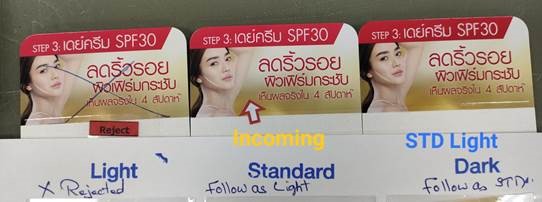 STEP 3: เดย์ครีม SPF30
ลดริ้วรอย
ผิวเฟิร์มกระชับ
เห็นผลจริงใน 4 สัปดาห์*
Reject
Light
X Rejected
STEP 3: เดย์ครีม SPF30
ลดริ้วรอย
ผิวเฟิร์มกระชับ
เห็นผลจริงใน 4 สัปดาห์*
Incoming
Standard
Follow as Light
STEP 3: เดย์ครีม SPF30
ลดริ้วรอย
ผิวเฟิร์มกระชับ
เห็นผลจริงใน 4 สัปดาห์*
STD Light
Dark
Follow as STD.